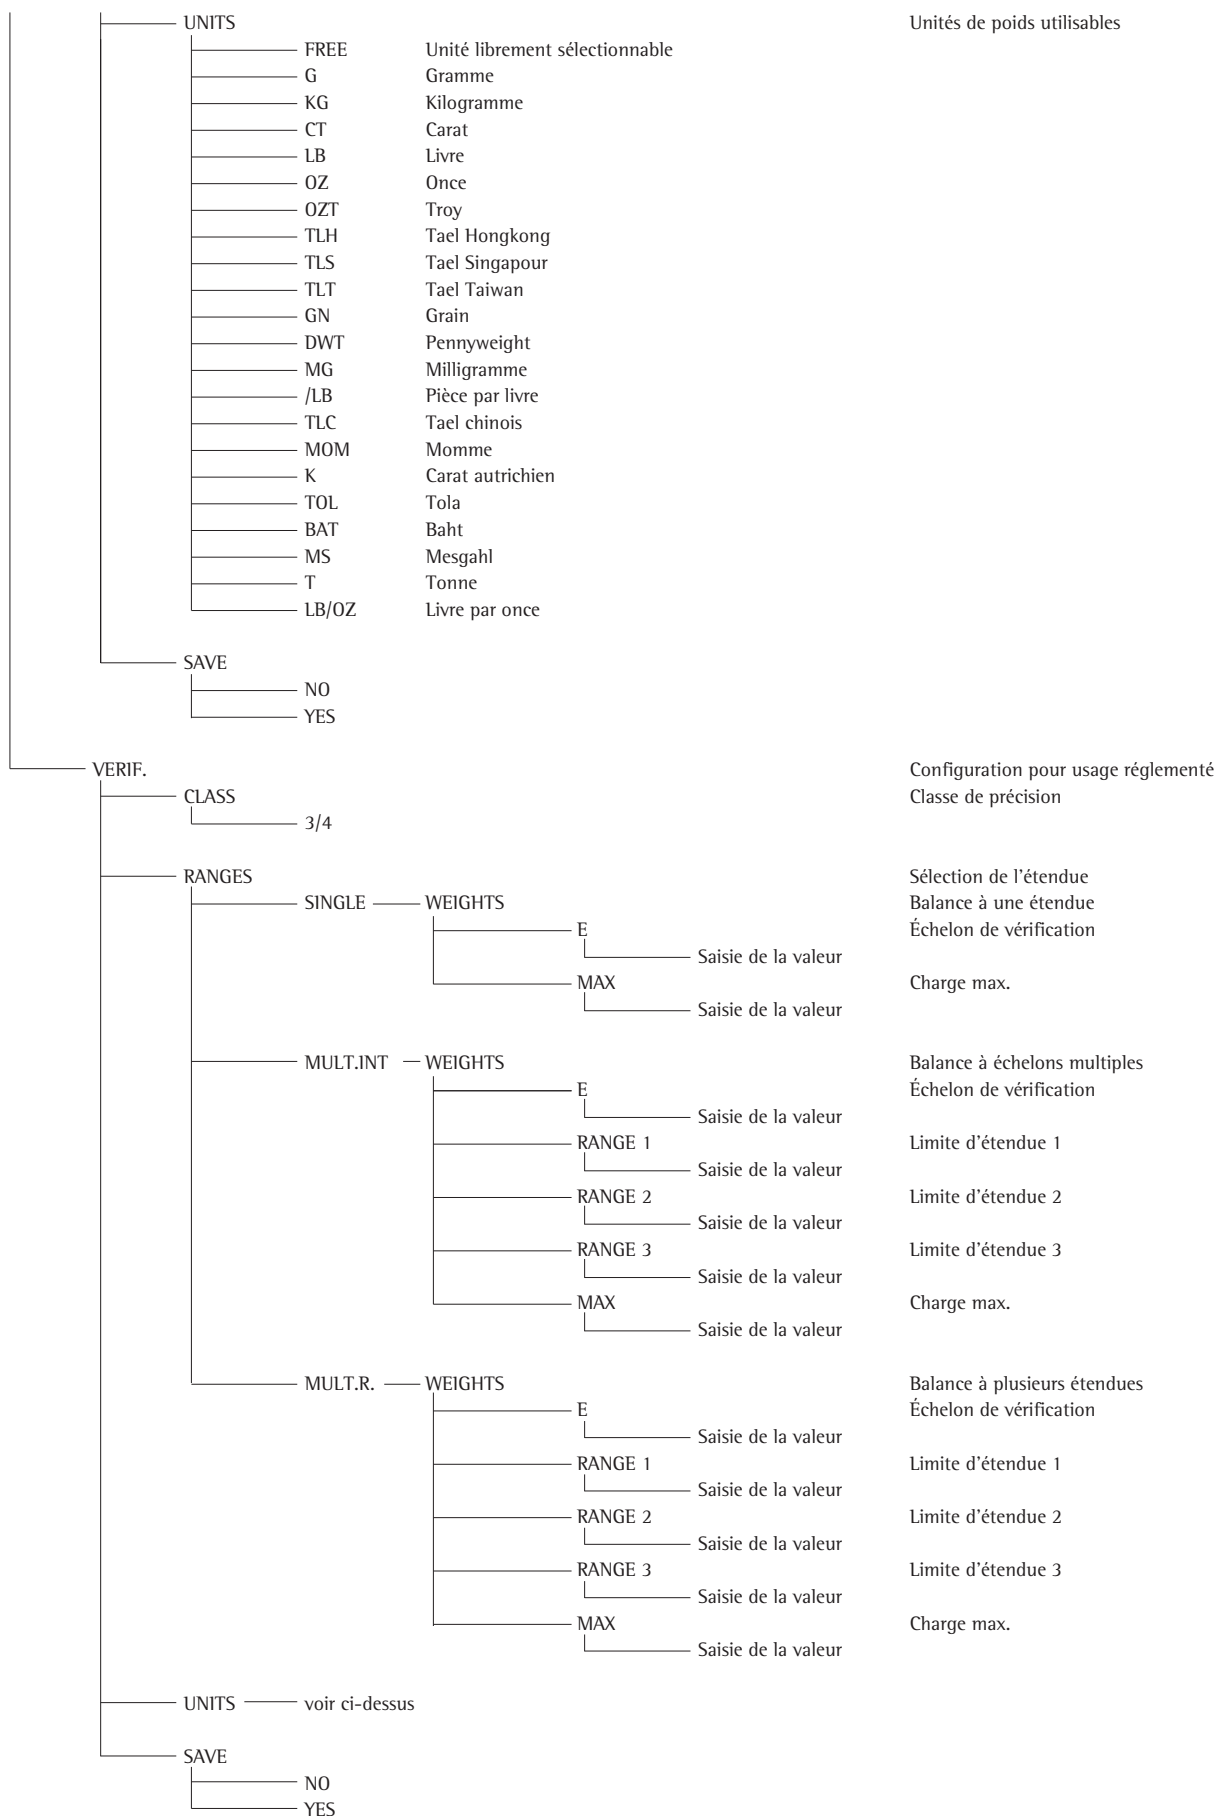 UNITS Unités de poids utilisables
FREE Unité librement sélectionnable
G Gramme
KG Kilogramme
CT Carat
LB Livre
OZ Once
OZT Troy
TLH Tael Hongkong
TLS Tael Singapour
TLT Tael Taiwan
GN Grain
DWT Pennyweight
MG Milligramme
/LB Pièce par livre
TLC Tael chinois
MOM Momme
K Carat autrichien
TOL Tola
BAT Baht
MS Mesgahl
T Tonne
LB/OZ Livre par once
SAVE
NO
YES
VERIF. Configuration pour usage réglementé
CLASS Classe de précision
3/4
RANGES Sélection de l'étendue
SINGLE WEIGHTS Balance à une étendue
E Échelon de vérification
Saisie de la valeur
MAX Charge max.
Saisie de la valeur
MULT.INT WEIGHTS Balance à échelons multiples
E Échelon de vérification
Saisie de la valeur
RANGE 1 Limite d'étendue 1
Saisie de la valeur
RANGE 2 Limite d'étendue 2
Saisie de la valeur
RANGE 3 Limite d'étendue 3
Saisie de la valeur
MAX Charge max.
Saisie de la valeur
MULT.R. WEIGHTS Balance à plusieurs étendues
E Échelon de vérification
Saisie de la valeur
RANGE 1 Limite d'étendue 1
Saisie de la valeur
RANGE 2 Limite d'étendue 2
Saisie de la valeur
RANGE 3 Limite d'étendue 3
Saisie de la valeur
MAX Charge max.
Saisie de la valeur
UNITS voir ci-dessus
SAVE
NO
YES